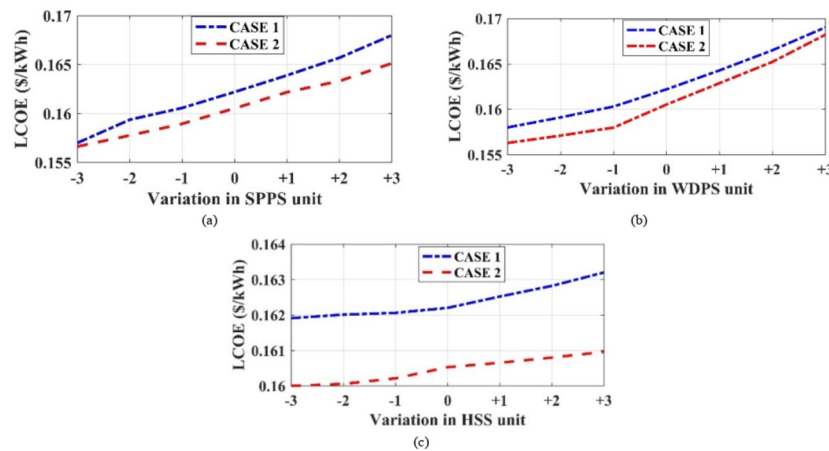 0.17
0.165
0.16
0.155
LCOE ($/kWh)
CASE 1
CASE 2
-3 -2 -1 0 +1 +2 +3
Variation in SPPS unit
(a)
0.17
0.165
0.16
0.155
LCOE ($/kWh)
CASE 1
CASE 2
-3 -2 -1 0 +1 +2 +3
Variation in WDPS unit
(b)
0.164
0.163
0.162
0.161
0.16
LCOE ($/kWh)
CASE 1
CASE 2
-3 -2 -1 0 +1 +2 +3
Variation in HSS unit
(c)